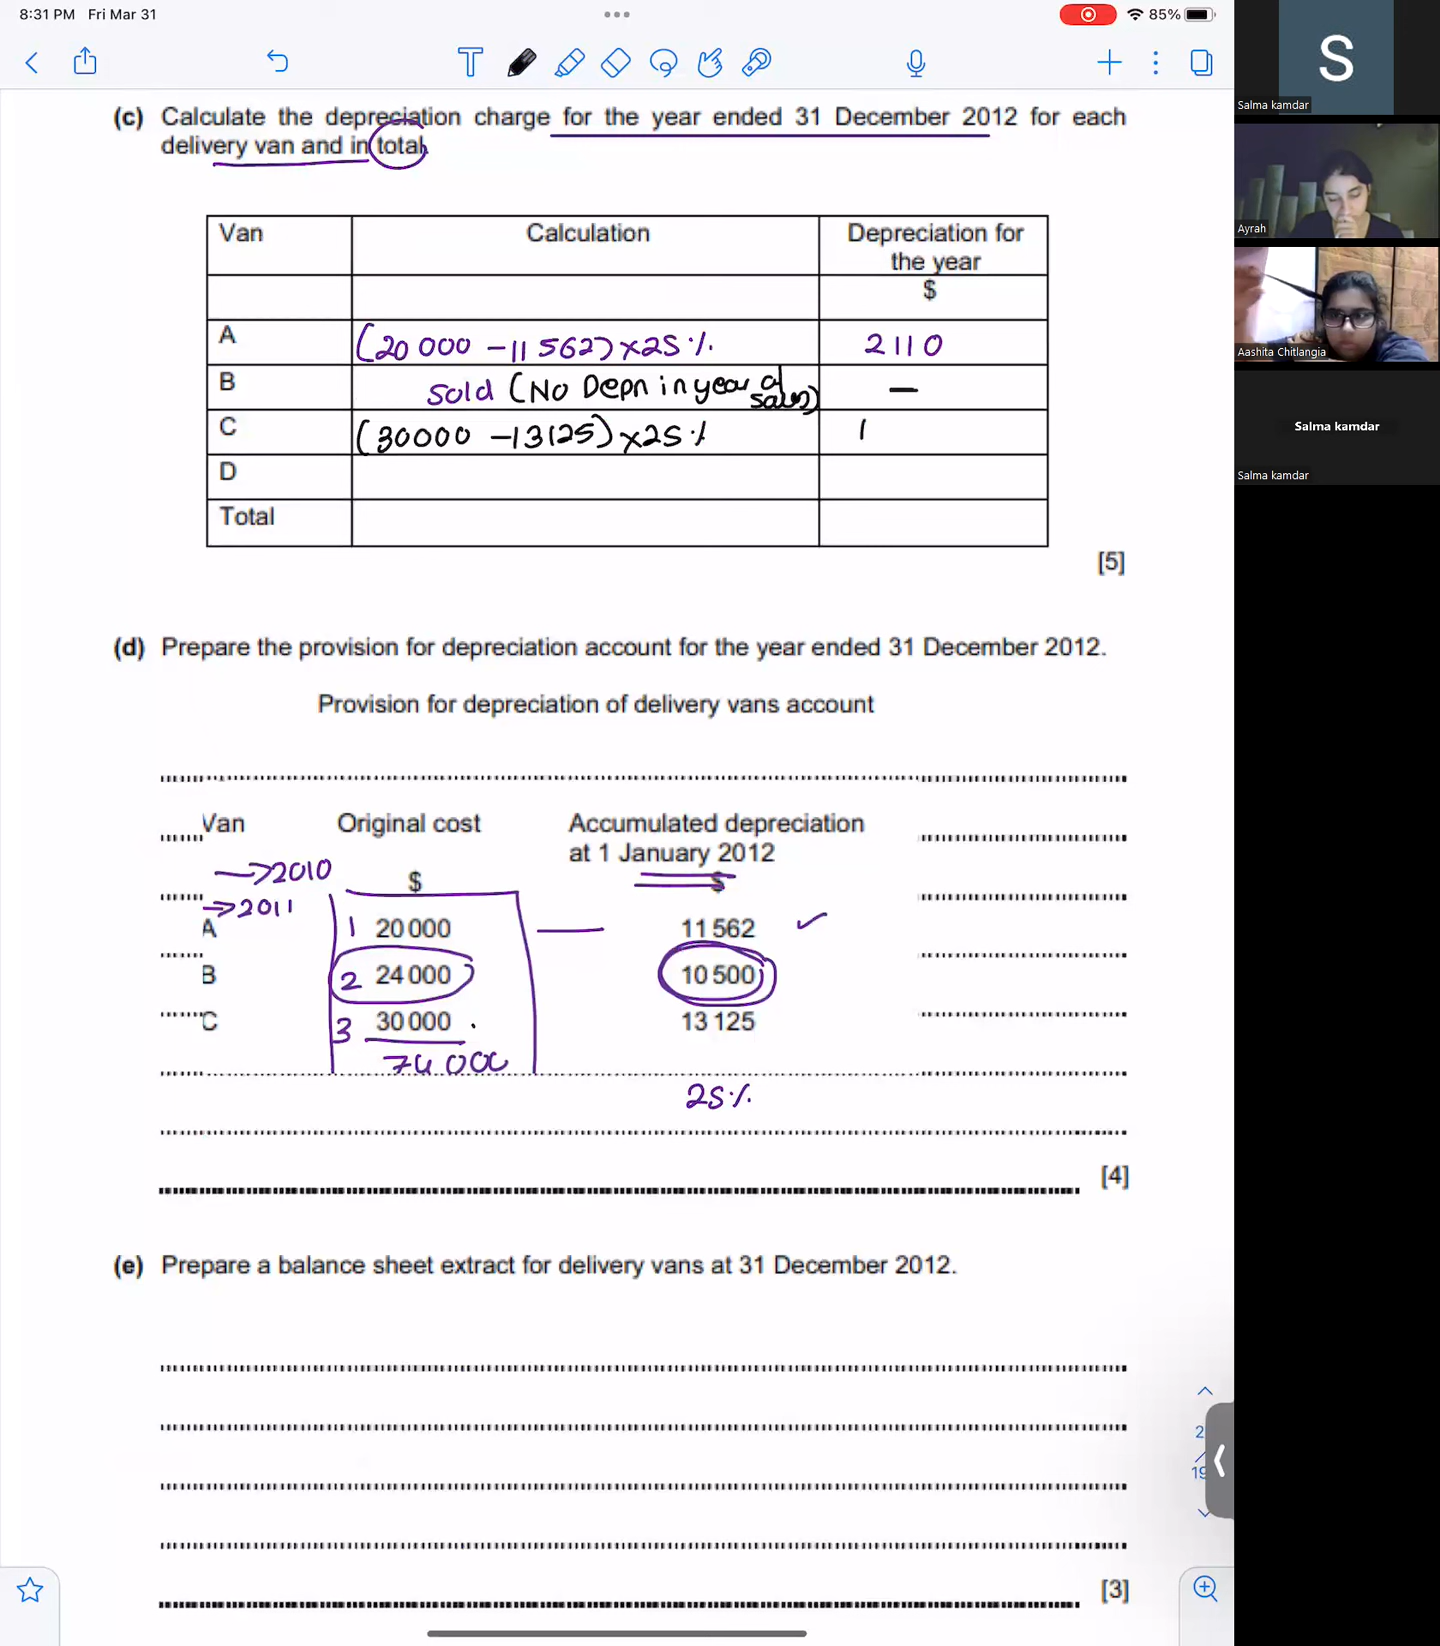 8:31 PM Fri Mar 31
85%
(c) Calculate the depreciation charge for the year ended 31 December 2012 for each
delivery van and in total.
Van Calculation Depreciation for
the year
$
A (20 000 - 11 562) x 25 % 2110
B Sold (No Depn in year of sales) —
C (30000 - 13125) x 25 % 1
D
Total
[5]
(d) Prepare the provision for depreciation account for the year ended 31 December 2012.
Provision for depreciation of delivery vans account
Van Original cost Accumulated depreciation
at 1 January 2012
→ 2010 $ $
→ 2011
A 1 20 000 — 11 562 ✓
B 2 24 000 10 500
C 3 30 000 13 125
74 000
25 %
[4]
(e) Prepare a balance sheet extract for delivery vans at 31 December 2012.
[3]
2
19
S
Salma kamdar
Ayrah
Aashita Chitlangia
Salma kamdar
Salma kamdar